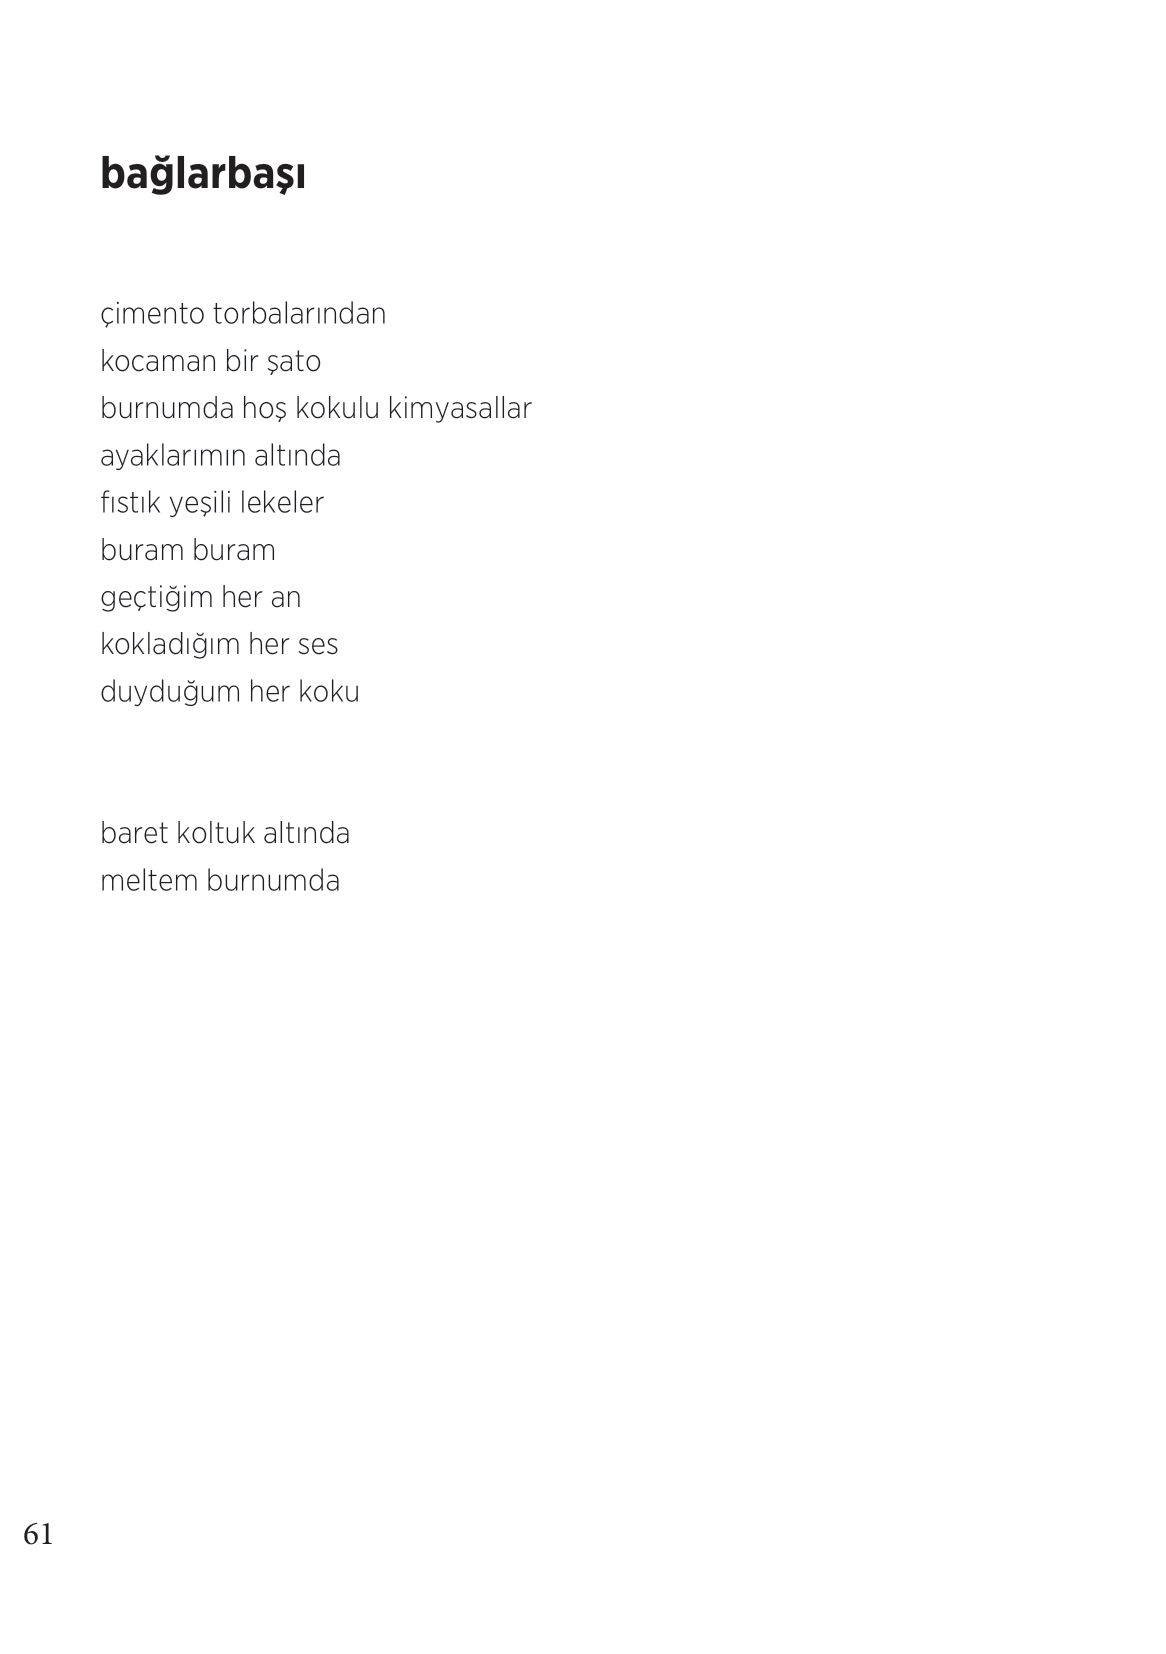 bağlarbaşı
çimento torbalarından
kocaman bir şato
burnumda hoş kokulu kimyasallar
ayaklarımın altında
fıstık yeşili lekeler
buram buram
geçtiğim her an
kokladığım her ses
duyduğum her koku
baret koltuk altında
meltem burnumda
61